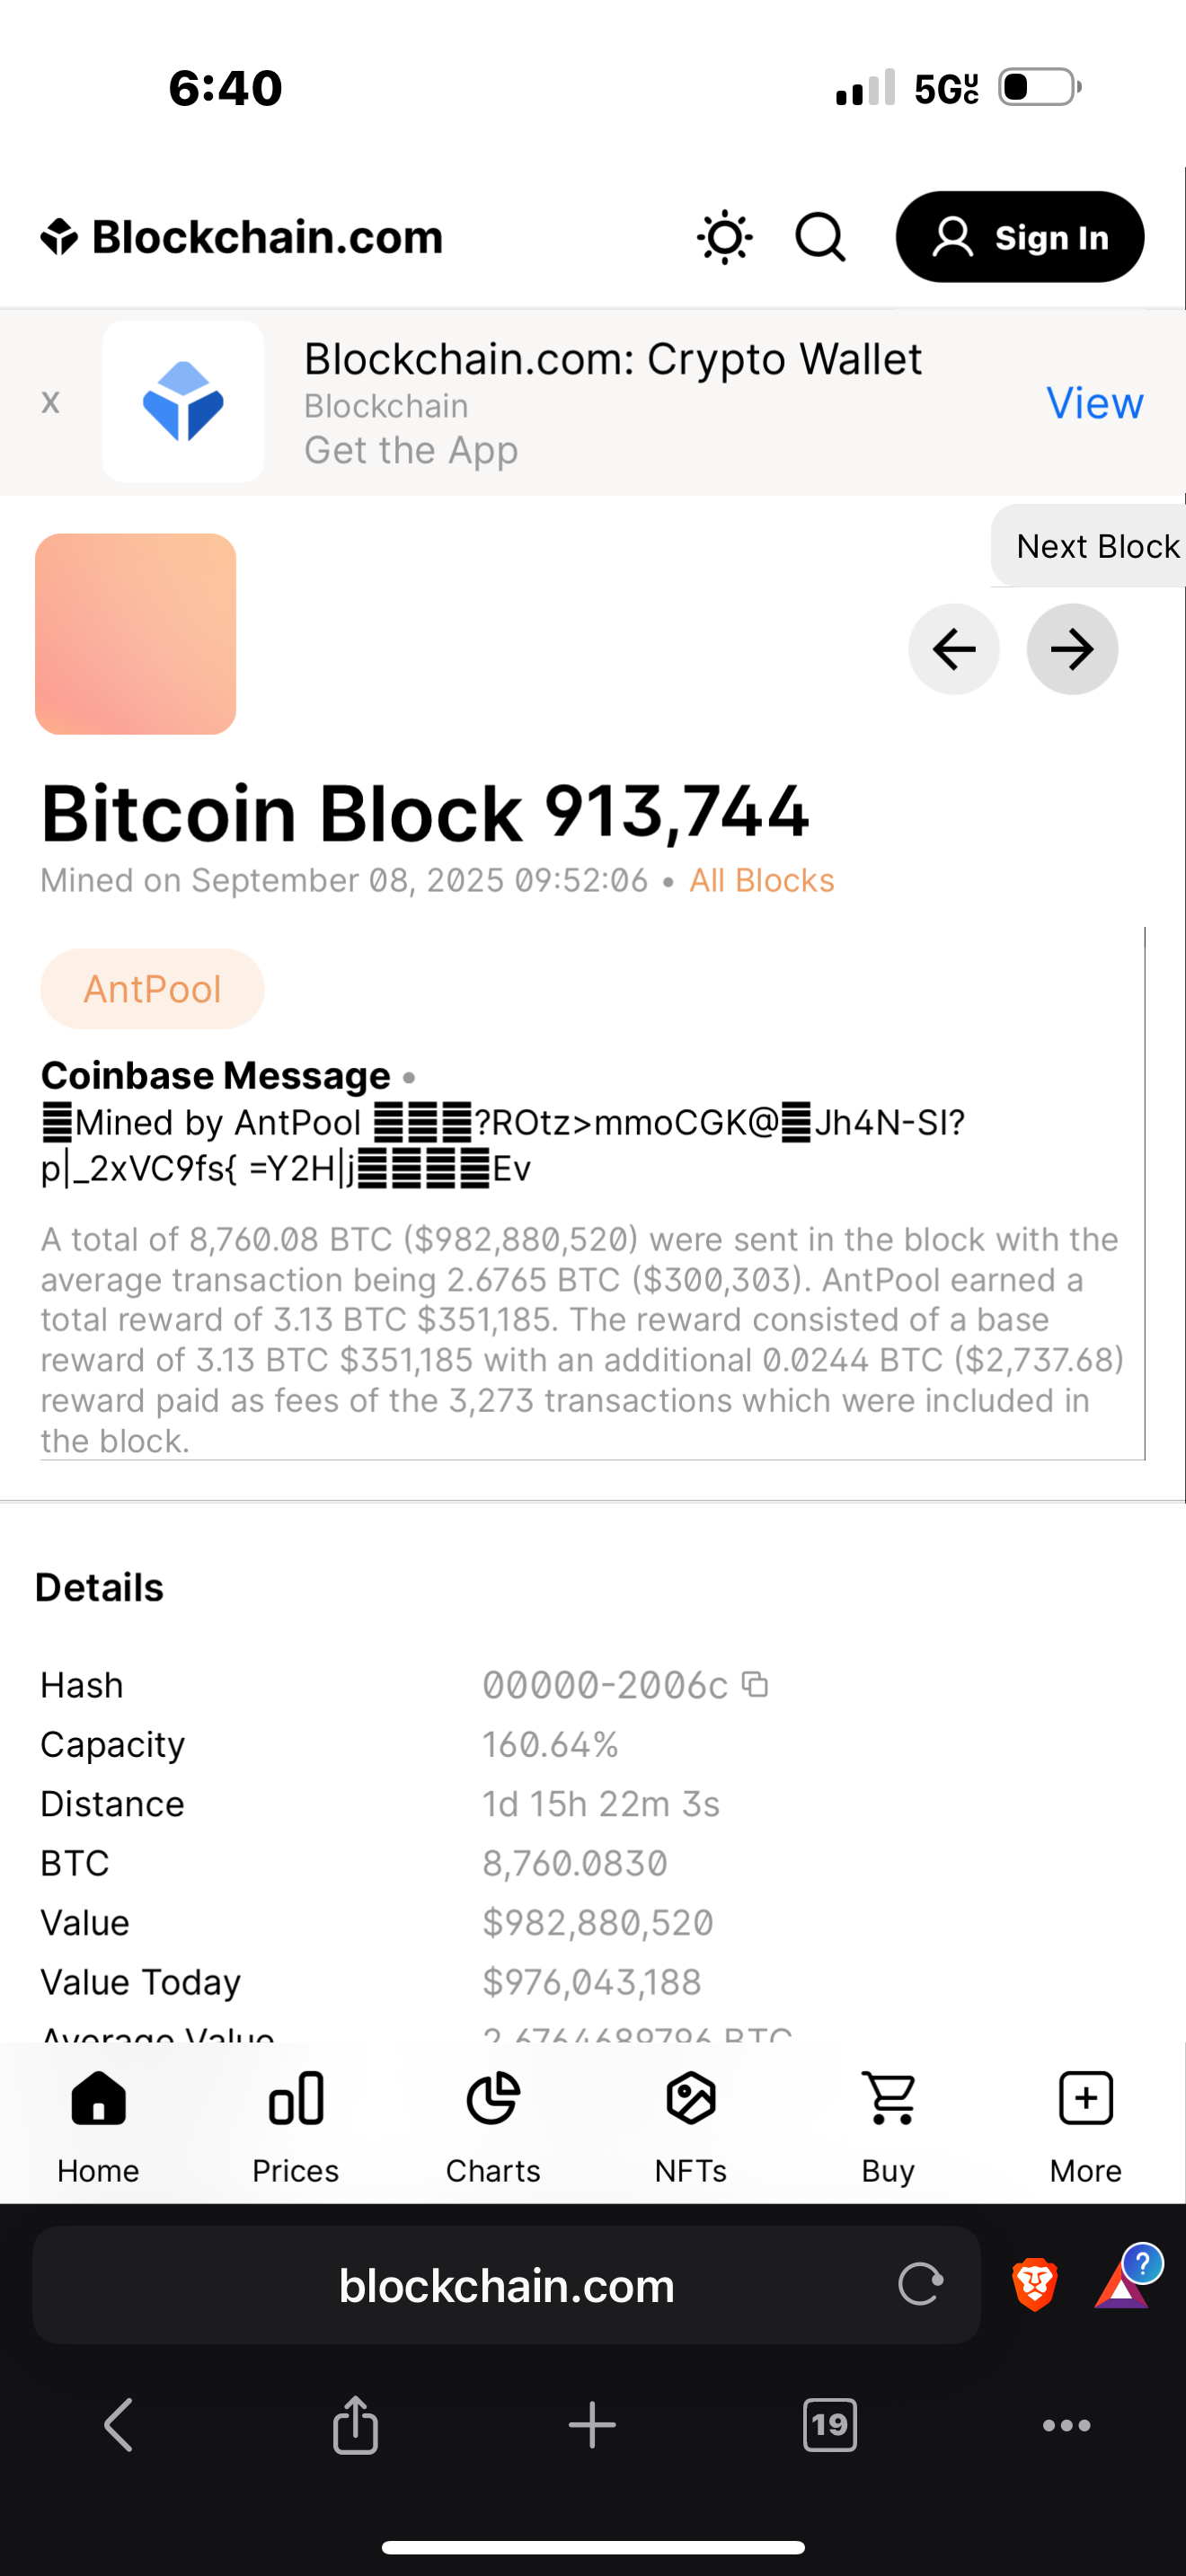 6:40
5G UC
Blockchain.com
Sign In
x
Blockchain.com: Crypto Wallet
Blockchain
Get the App
View
Next Block
Bitcoin Block 913,744
Mined on September 08, 2025 09:52:06 • All Blocks
AntPool
Coinbase Message •
Mined by AntPool ?ROtz>mmoCGK@Jh4N-SI?
p|_2xVC9fs{ =Y2H|jEv
A total of 8,760.08 BTC ($982,880,520) were sent in the block with the
average transaction being 2.6765 BTC ($300,303). AntPool earned a
total reward of 3.13 BTC $351,185. The reward consisted of a base
reward of 3.13 BTC $351,185 with an additional 0.0244 BTC ($2,737.68)
reward paid as fees of the 3,273 transactions which were included in
the block.
Details
Hash 00000-2006c
Capacity 160.64%
Distance 1d 15h 22m 3s
BTC 8,760.0830
Value $982,880,520
Value Today $976,043,188
Average Value 2.6764689796 BTC
Home Prices Charts NFTs Buy More
blockchain.com
?
19